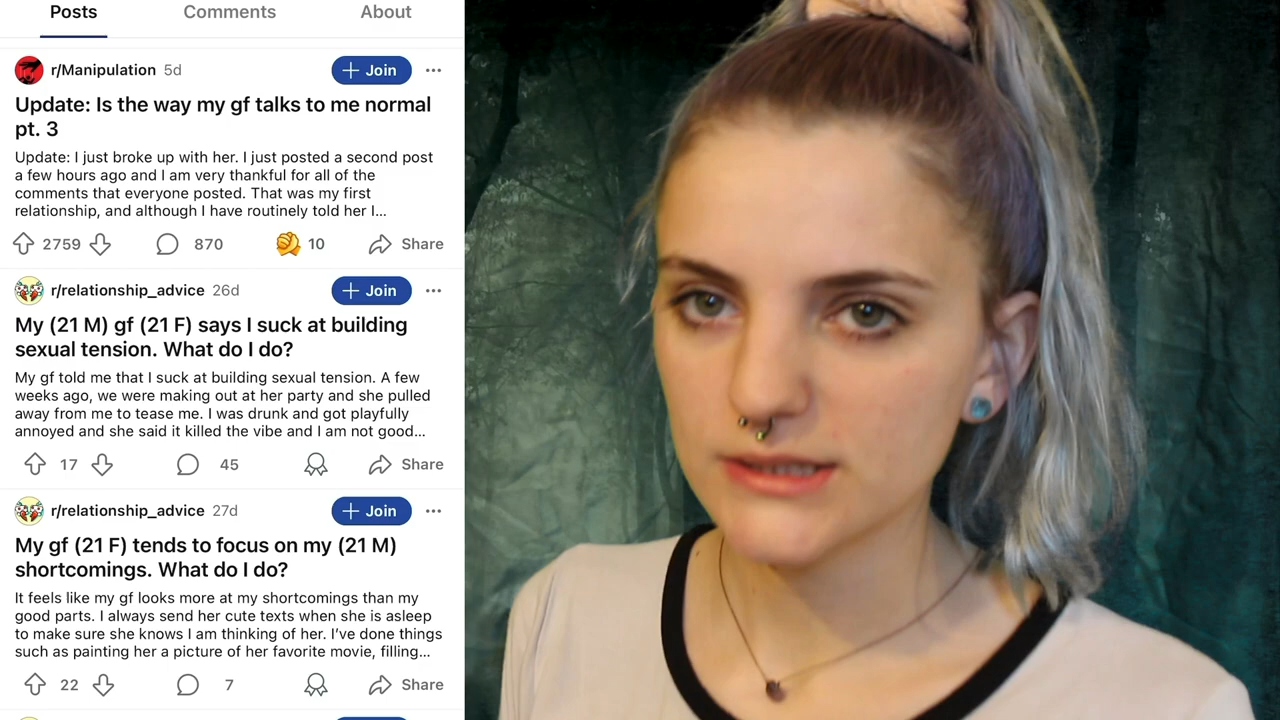 Posts Comments About
r/Manipulation 5d Join
Update: Is the way my gf talks to me normal
pt. 3
Update: I just broke up with her. I just posted a second post
a few hours ago and I am very thankful for all of the
comments that everyone posted. That was my first
relationship, and although I have routinely told her I...
2759 870 10 Share
r/relationship_advice 26d Join
My (21 M) gf (21 F) says I suck at building
sexual tension. What do I do?
My gf told me that I suck at building sexual tension. A few
weeks ago, we were making out at her party and she pulled
away from me to tease me. I was drunk and got playfully
annoyed and she said it killed the vibe and I am not good...
17 45 Share
r/relationship_advice 27d Join
My gf (21 F) tends to focus on my (21 M)
shortcomings. What do I do?
It feels like my gf looks more at my shortcomings than my
good parts. I always send her cute texts when she is asleep
to make sure she knows I am thinking of her. I've done things
such as painting her a picture of her favorite movie, filling...
22 7 Share